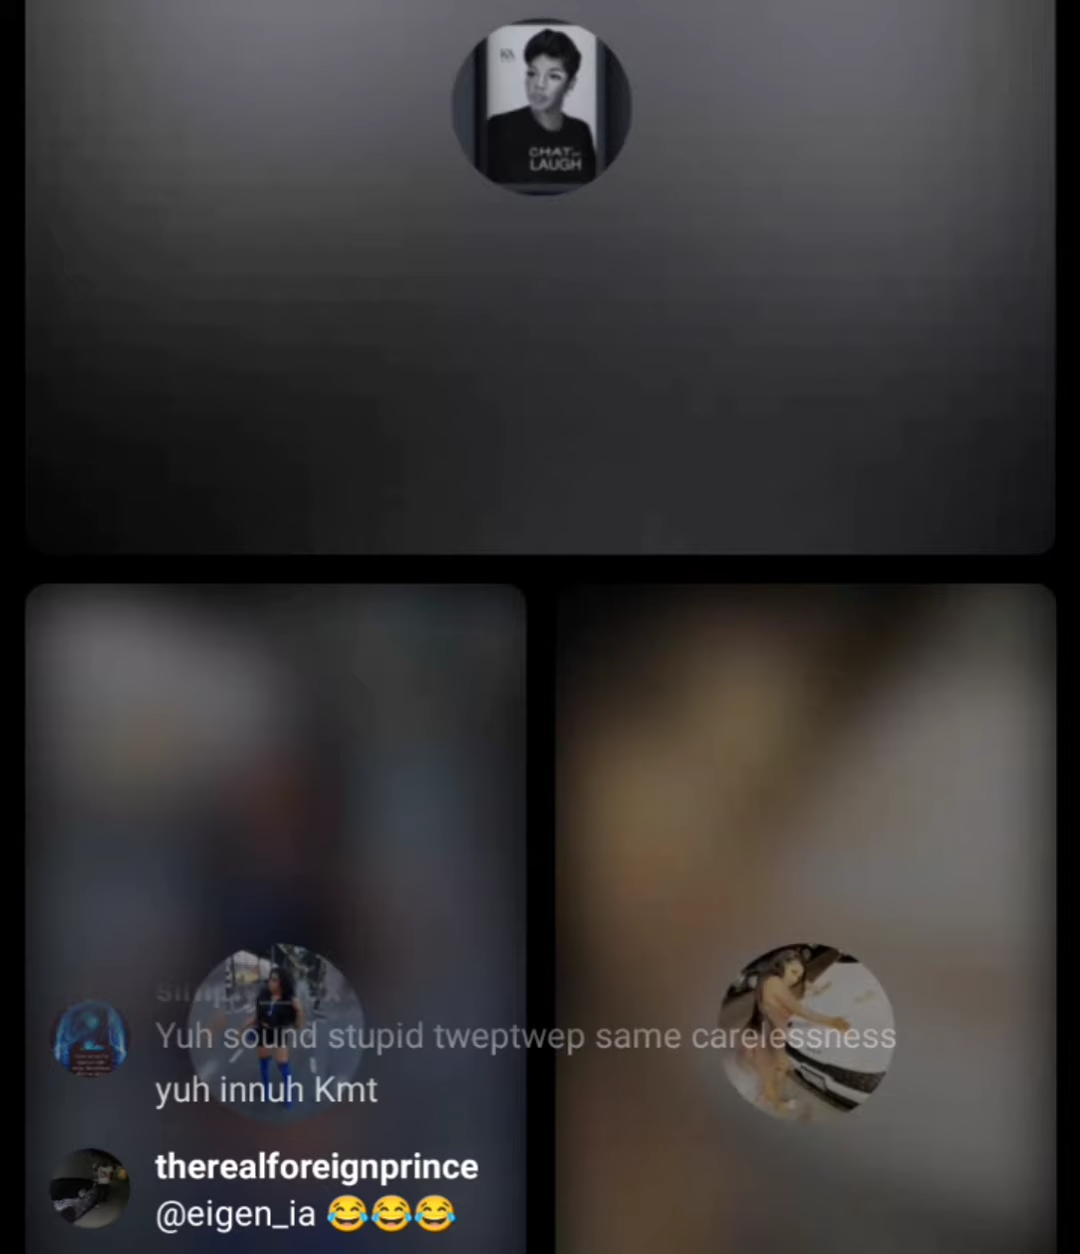 CHAT...
LAUGH
Yuh sound stupid tweptwep same carelessness
yuh innuh Kmt
therealforeignprince
@eigen_ia 😂😂😂